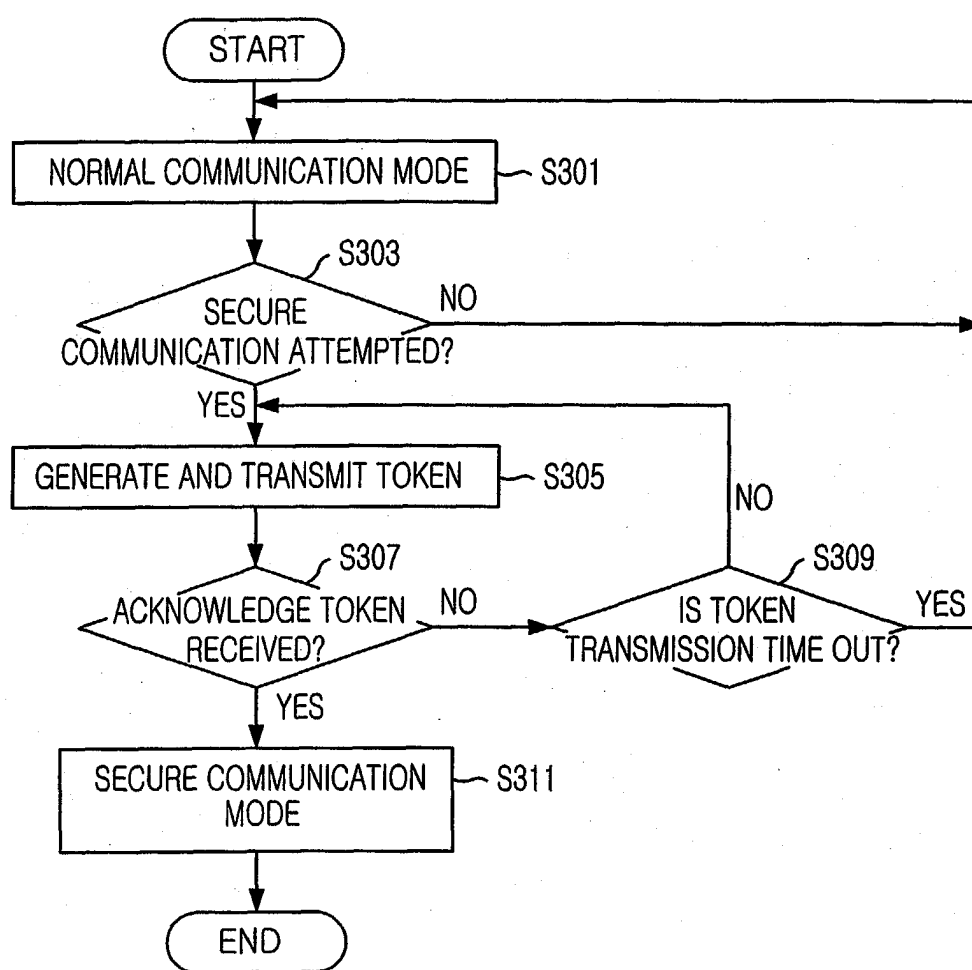 START
NORMAL COMMUNICATION MODE
S301
S303
SECURE
COMMUNICATION ATTEMPTED?
NO
YES
GENERATE AND TRANSMIT TOKEN
S305
NO
S307
ACKNOWLEDGE TOKEN
RECEIVED?
NO
S309
IS TOKEN
TRANSMISSION TIME OUT?
YES
YES
SECURE COMMUNICATION
MODE
S311
END